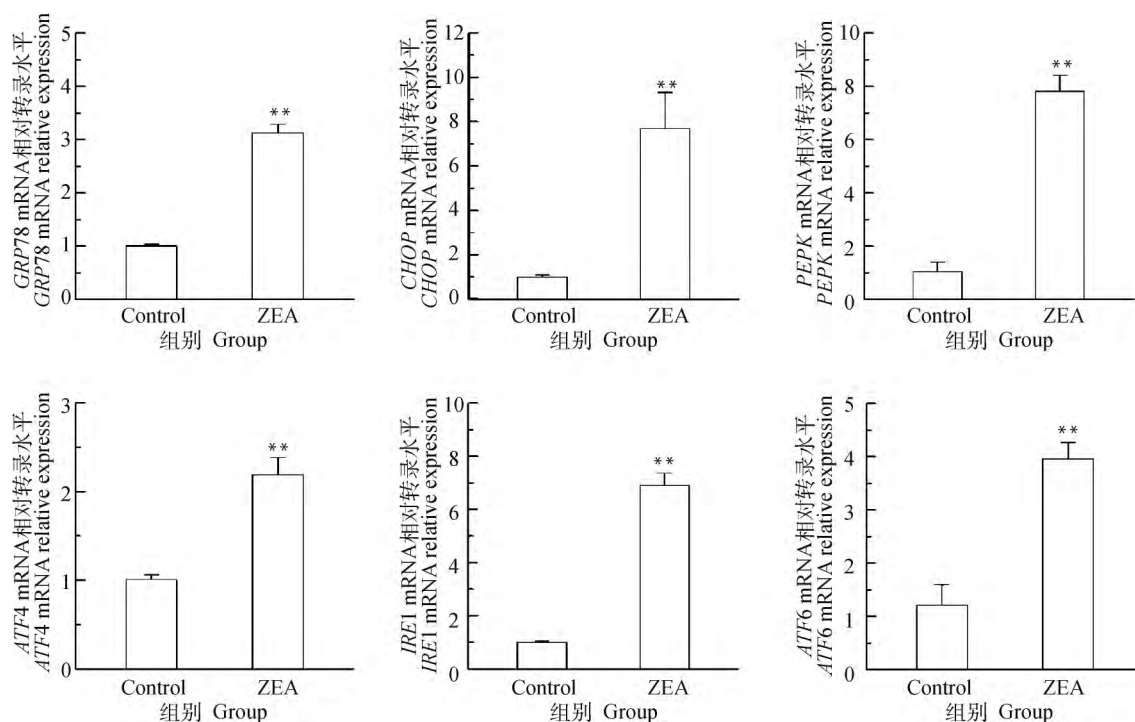 GRP78 mRNA相对转录水平
GRP78 mRNA relative expression
5
4
3
2
1
0
**
Control
ZEA
组别 Group
CHOP mRNA相对转录水平
CHOP mRNA relative expression
12
10
8
6
4
2
0
**
Control
ZEA
组别 Group
PEPK mRNA相对转录水平
PEPK mRNA relative expression
10
8
6
4
2
0
**
Control
ZEA
组别 Group
ATF4 mRNA相对转录水平
ATF4 mRNA relative expression
3
2
1
0
**
Control
ZEA
组别 Group
IRE1 mRNA相对转录水平
IRE1 mRNA relative expression
10
8
6
4
2
0
**
Control
ZEA
组别 Group
ATF6 mRNA相对转录水平
ATF6 mRNA relative expression
5
4
3
2
1
0
**
Control
ZEA
组别 Group